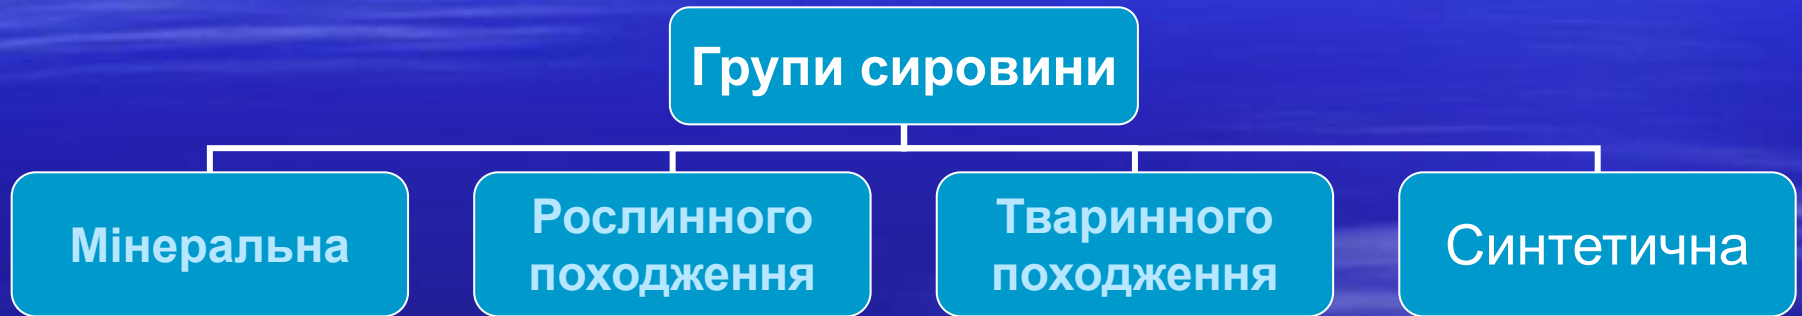 Групи сировини
Мінеральна
Рослинного
походження
Тваринного
походження
Синтетична